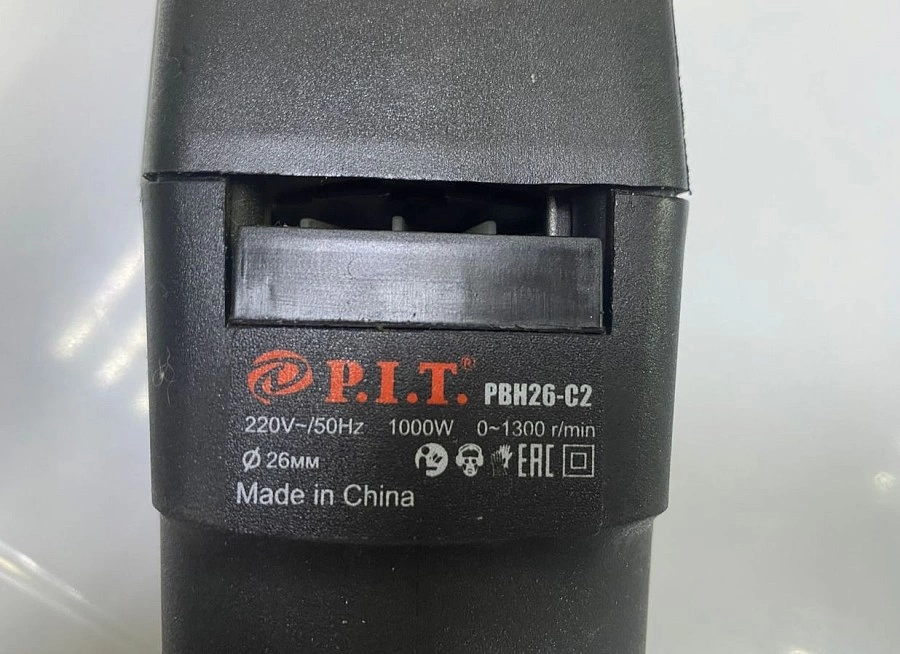 P.I.T.® PBH26-C2
220V~/50Hz 1000W 0~1300 r/min
Ø 26мм EAC
Made in China